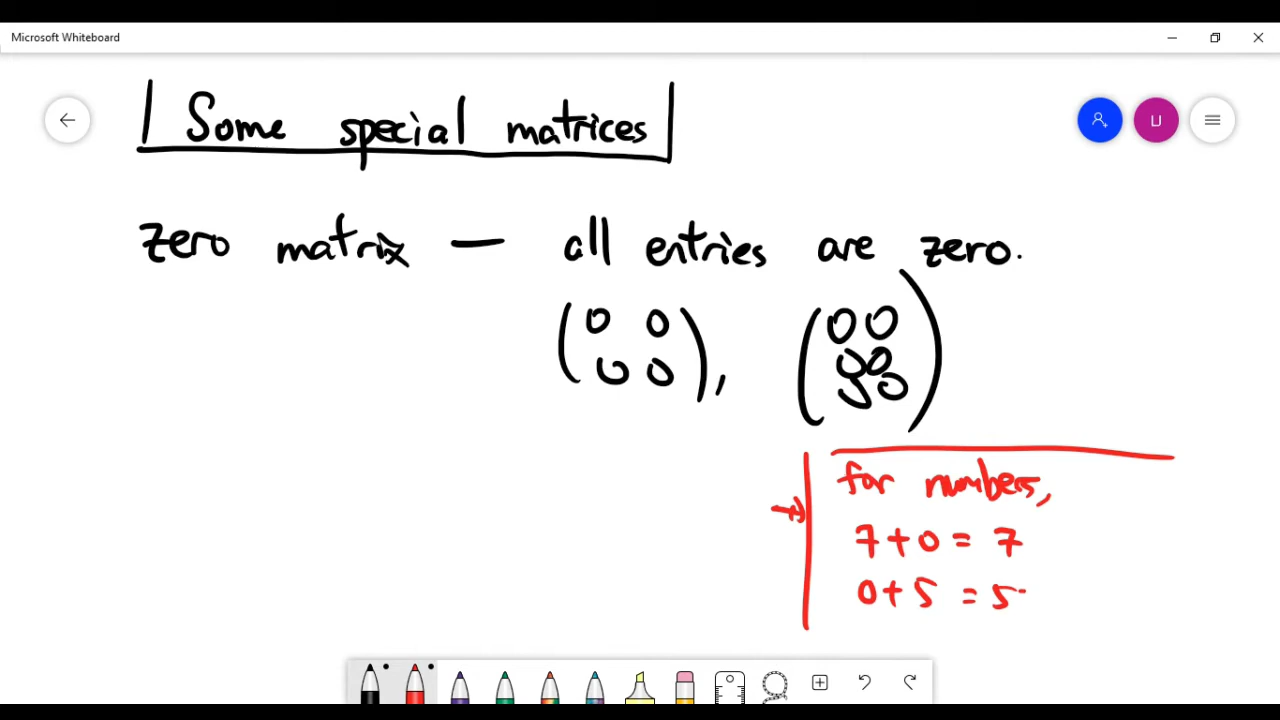 Microsoft Whiteboard
Some special matrices
U
zero matrix — all entries are zero.
(0 0
0 0), (0 0
0 0
0 0)
for numbers,
7+0 = 7
0+5 = 5